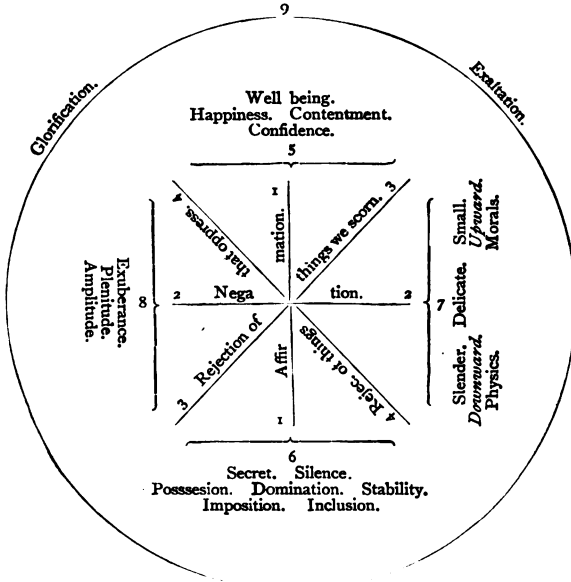 9
Glorification.
Exaltation.
Well being.
Happiness. Contentment.
Confidence.
5
4
1
3
that oppress.
mation.
things we scorn.
Exuberance.
Plenitude.
Amplitude.
8
2
Nega
tion.
2
7
Slender. Delicate. Small.
Downward. Upward.
Physics. Morals.
Rejection of
Affir
Rejec. of things
3
1
4
6
Secret. Silence.
Posssesion. Domination. Stability.
Imposition. Inclusion.